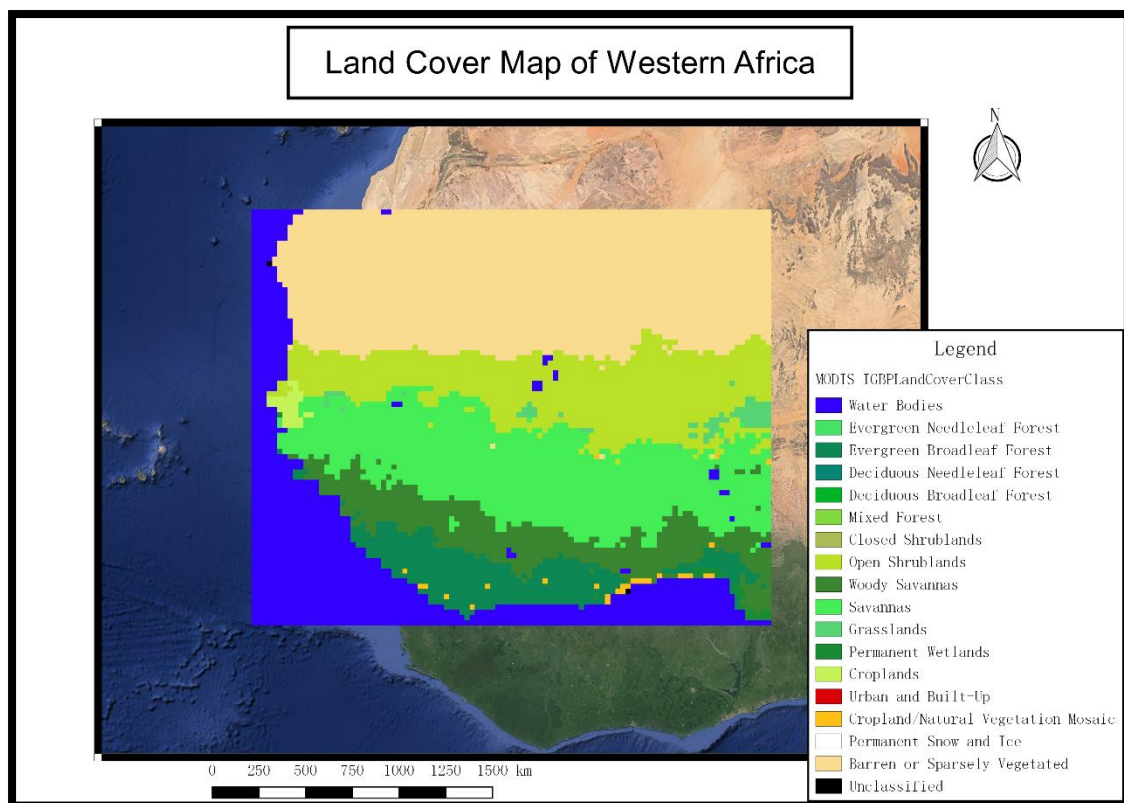 Land Cover Map of Western Africa
N
Legend
MODIS IGBPLandCoverClass
Water Bodies
Evergreen Needleleaf Forest
Evergreen Broadleaf Forest
Deciduous Needleleaf Forest
Deciduous Broadleaf Forest
Mixed Forest
Closed Shrublands
Open Shrublands
Woody Savannas
Savannas
Grasslands
Permanent Wetlands
Croplands
Urban and Built-Up
Cropland/Natural Vegetation Mosaic
Permanent Snow and Ice
Barren or Sparsely Vegetated
Unclassified
0 250 500 750 1000 1250 1500 km